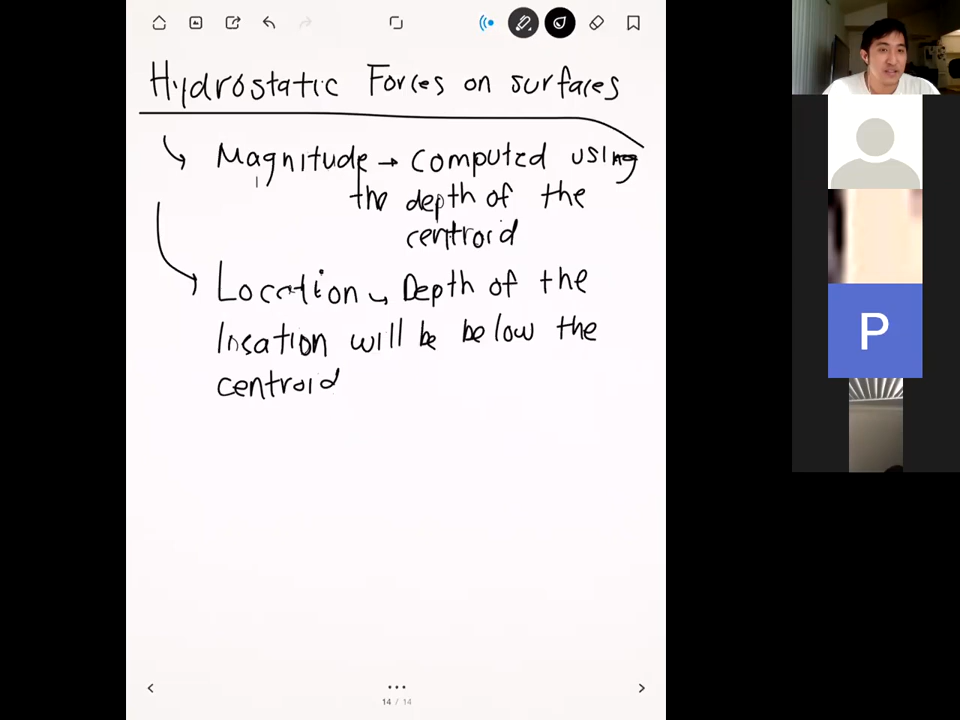 Hydrostatic Forces on surfaces
Magnitude → computed using
the depth of the
centroid
Location ↳ Depth of the
location will be below the
centroid
P
14 / 14